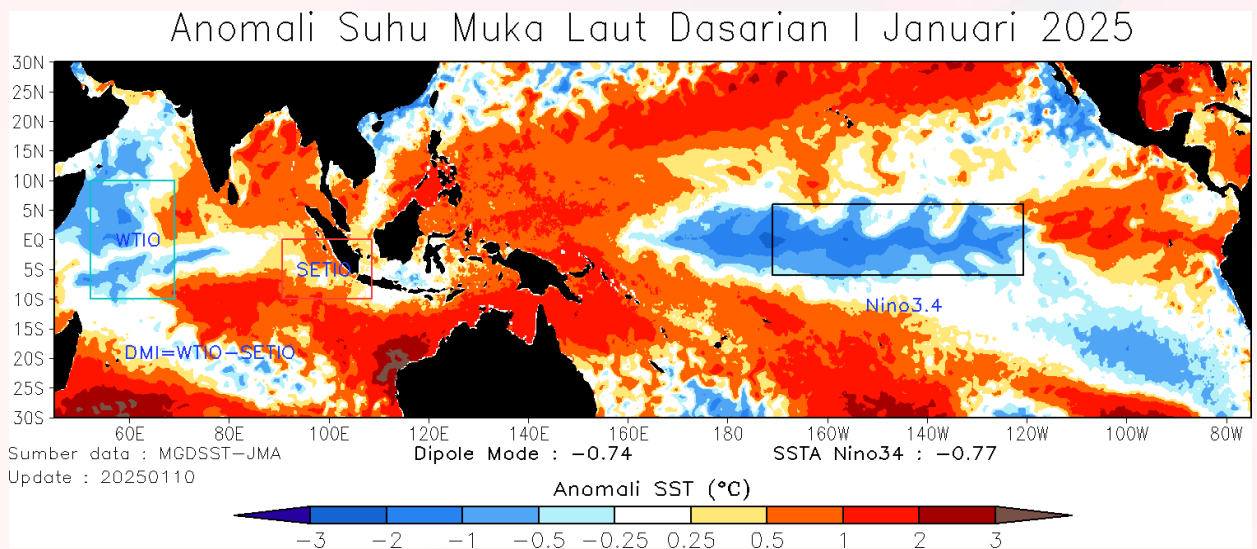 Anomali Suhu Muka Laut Dasarian I Januari 2025
30N
25N
20N
15N
10N
5N
EQ
5S
10S
15S
20S
25S
30S
WTIO
SETIO
Nino3.4
DMI=WTIO-SETIO
60E 80E 100E 120E 140E 160E 180 160W 140W 120W 100W 80W
Sumber data : MGDSST-JMA
Dipole Mode : -0.74
SSTA Nino34 : -0.77
Update : 20250110
Anomali SST (°C)
-3 -2 -1 -0.5 -0.25 0.25 0.5 1 2 3